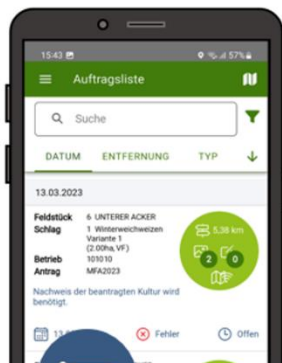 15:43 57%
Auftragsliste
Suche
DATUM ENTFERNUNG TYP
13.03.2023
Feldstück 6 UNTERER ACKER
Schlag 1 Winterweichweizen
Variante 1
(2.00ha, VF)
Betrieb 101010
Antrag MFA2023
5,38 km
2 0
Nachweis der beantragten Kultur wird
benötigt.
Fehler Offen